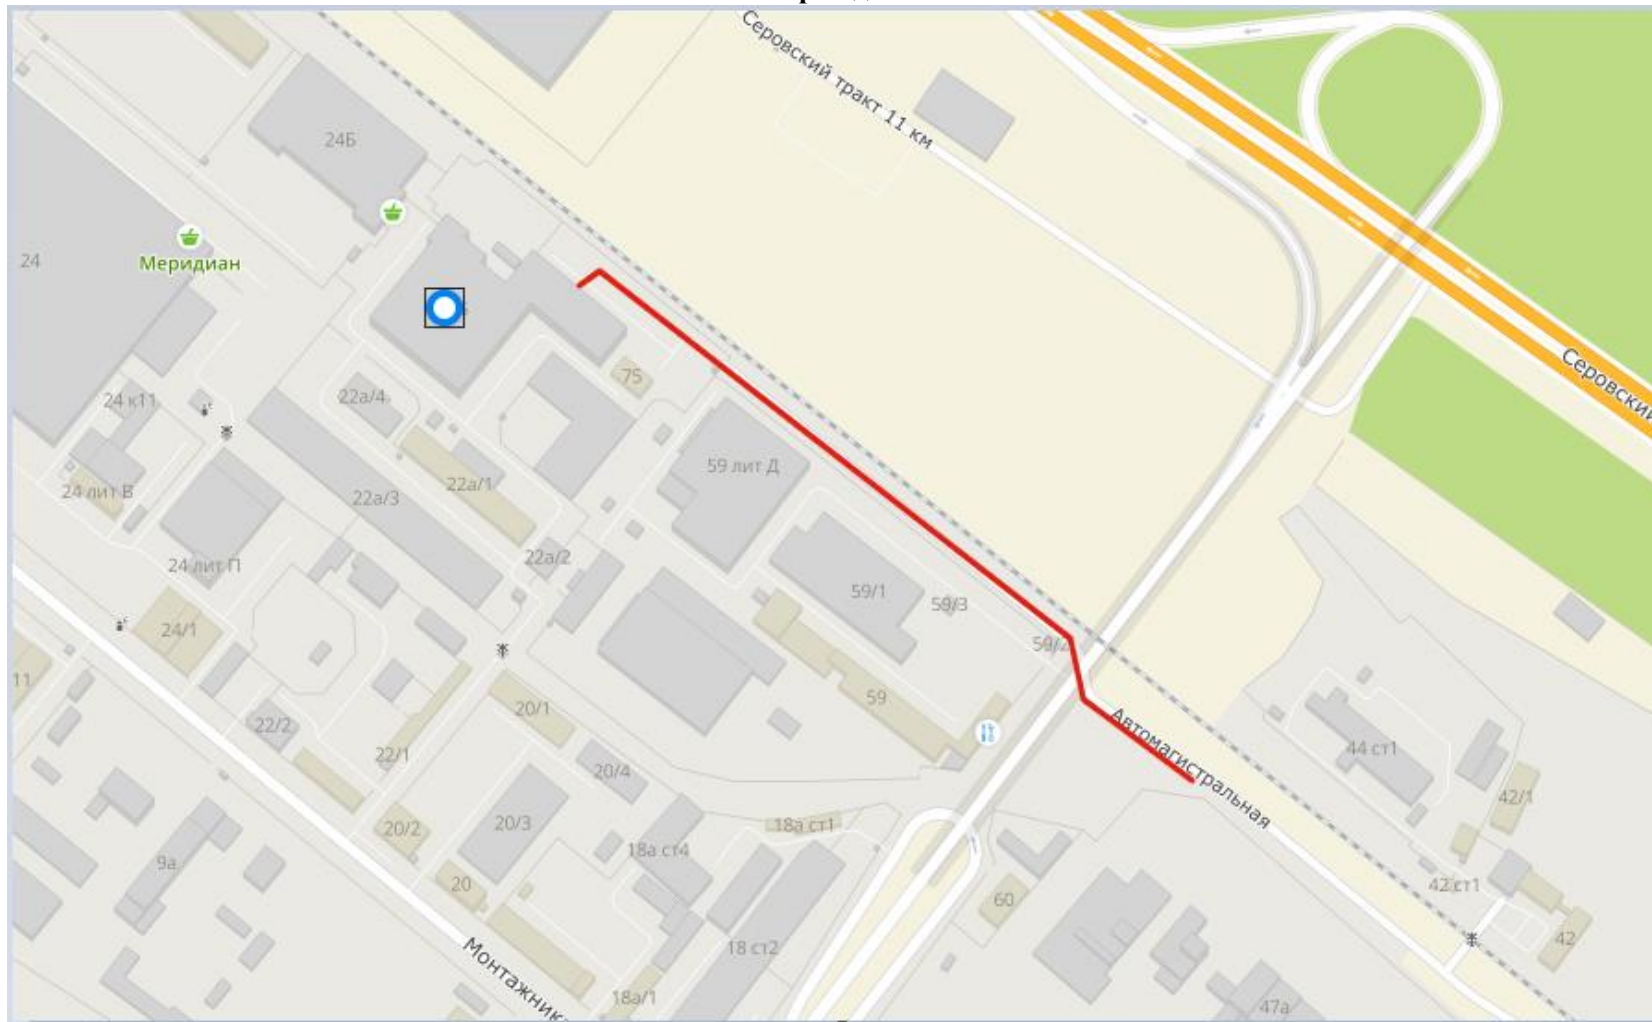 Серовский тракт 11 км
24Б
24
Меридиан
Серовский
75
22а/4
24 к11
59 лит Д
22а/1
24 лит В
22а/3
22а/2
24 лит П
59/1
59/3
24/1
59/2
11
59
20/1
22/2
Автомагистральная
44 ст1
22/1
20/4
42/1
20/3
20/2
18а ст1
18а ст4
9а
20
42 ст1
60
42
18 ст2
Монтажник
18а/1
47а